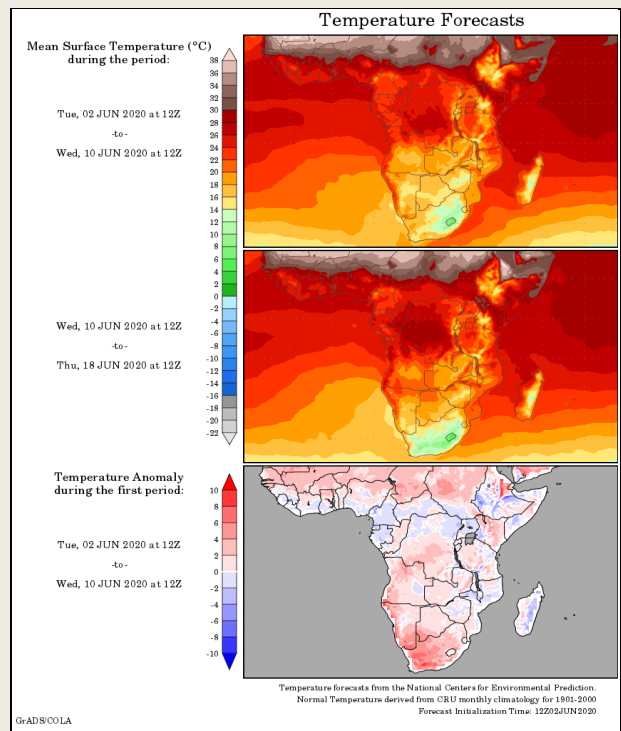 Temperature Forecasts
Mean Surface Temperature (°C)
during the period:
38
36
34
32
30
28
26
24
22
20
18
16
14
12
10
8
6
4
2
0
-2
-4
-6
-8
-10
-12
-14
-16
-18
-20
-22
Tue, 02 JUN 2020 at 12Z
-to-
Wed, 10 JUN 2020 at 12Z
Wed, 10 JUN 2020 at 12Z
-to-
Thu, 18 JUN 2020 at 12Z
Temperature Anomaly
during the first period:
10
8
6
4
2
0
-2
-4
-6
-8
-10
Tue, 02 JUN 2020 at 12Z
-to-
Wed, 10 JUN 2020 at 12Z
Temperature forecasts from the National Centers for Environmental Prediction.
Normal Temperature derived from CRU monthly climatology for 1901-2000
Forecast Initialization Time: 12Z02JUN2020
GrADS/COLA